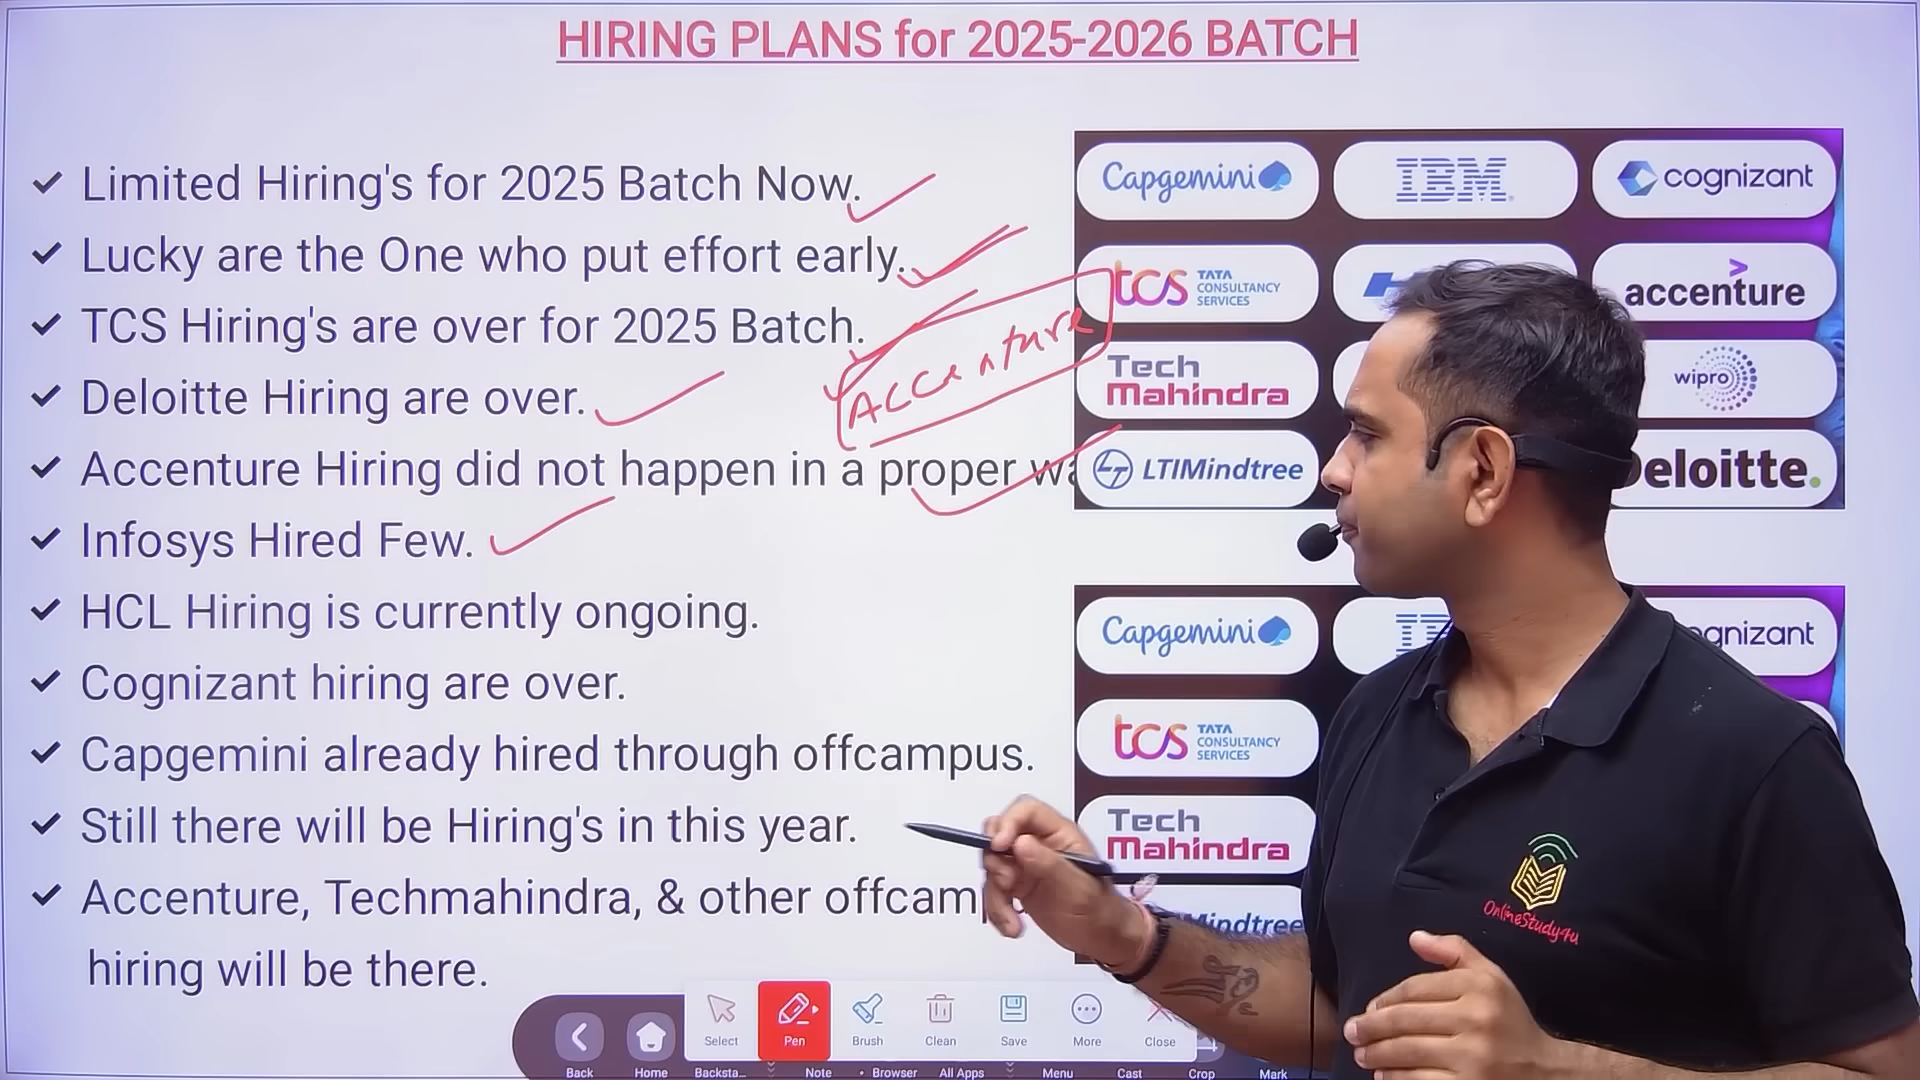 HIRING PLANS for 2025-2026 BATCH
Limited Hiring's for 2025 Batch Now.
Lucky are the One who put effort early.
TCS Hiring's are over for 2025 Batch.
Deloitte Hiring are over.
Accenture Hiring did not happen in a proper
Infosys Hired Few.
HCL Hiring is currently ongoing.
Cognizant hiring are over.
Capgemini already hired through offcampus.
Still there will be Hiring's in this year.
Accenture, Techmahindra, & other
hiring will be there.
Accenture
Capgemini
IBM
cognizant
tcs TATA
CONSULTANCY
SERVICES
accenture
Tech
Mahindra
wipro
LTIMindtree
Deloitte.
Capgemini
tcs TATA
CONSULTANCY
SERVICES
Tech
Mahindra
OnlineStudy4u
Select
Pen
Brush
Clean
Save
More
Close
Back
Home
Backsta...
Note
Browser
All Apps
Menu
Cast
Crop
Mark